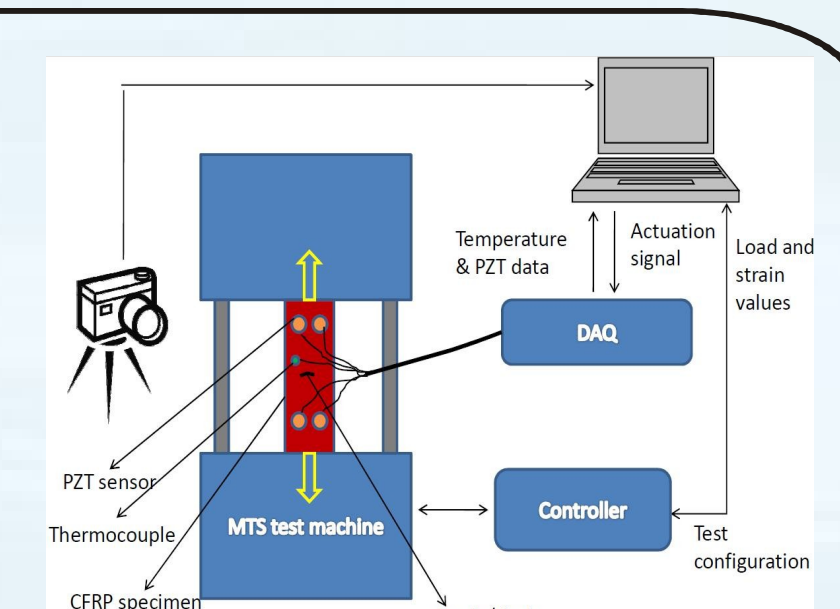 Temperature
& PZT data
Actuation
signal
Load and
strain
values
DAQ
PZT sensor
Thermocouple
MTS test machine
Controller
Test
configuration
CFRP specimen